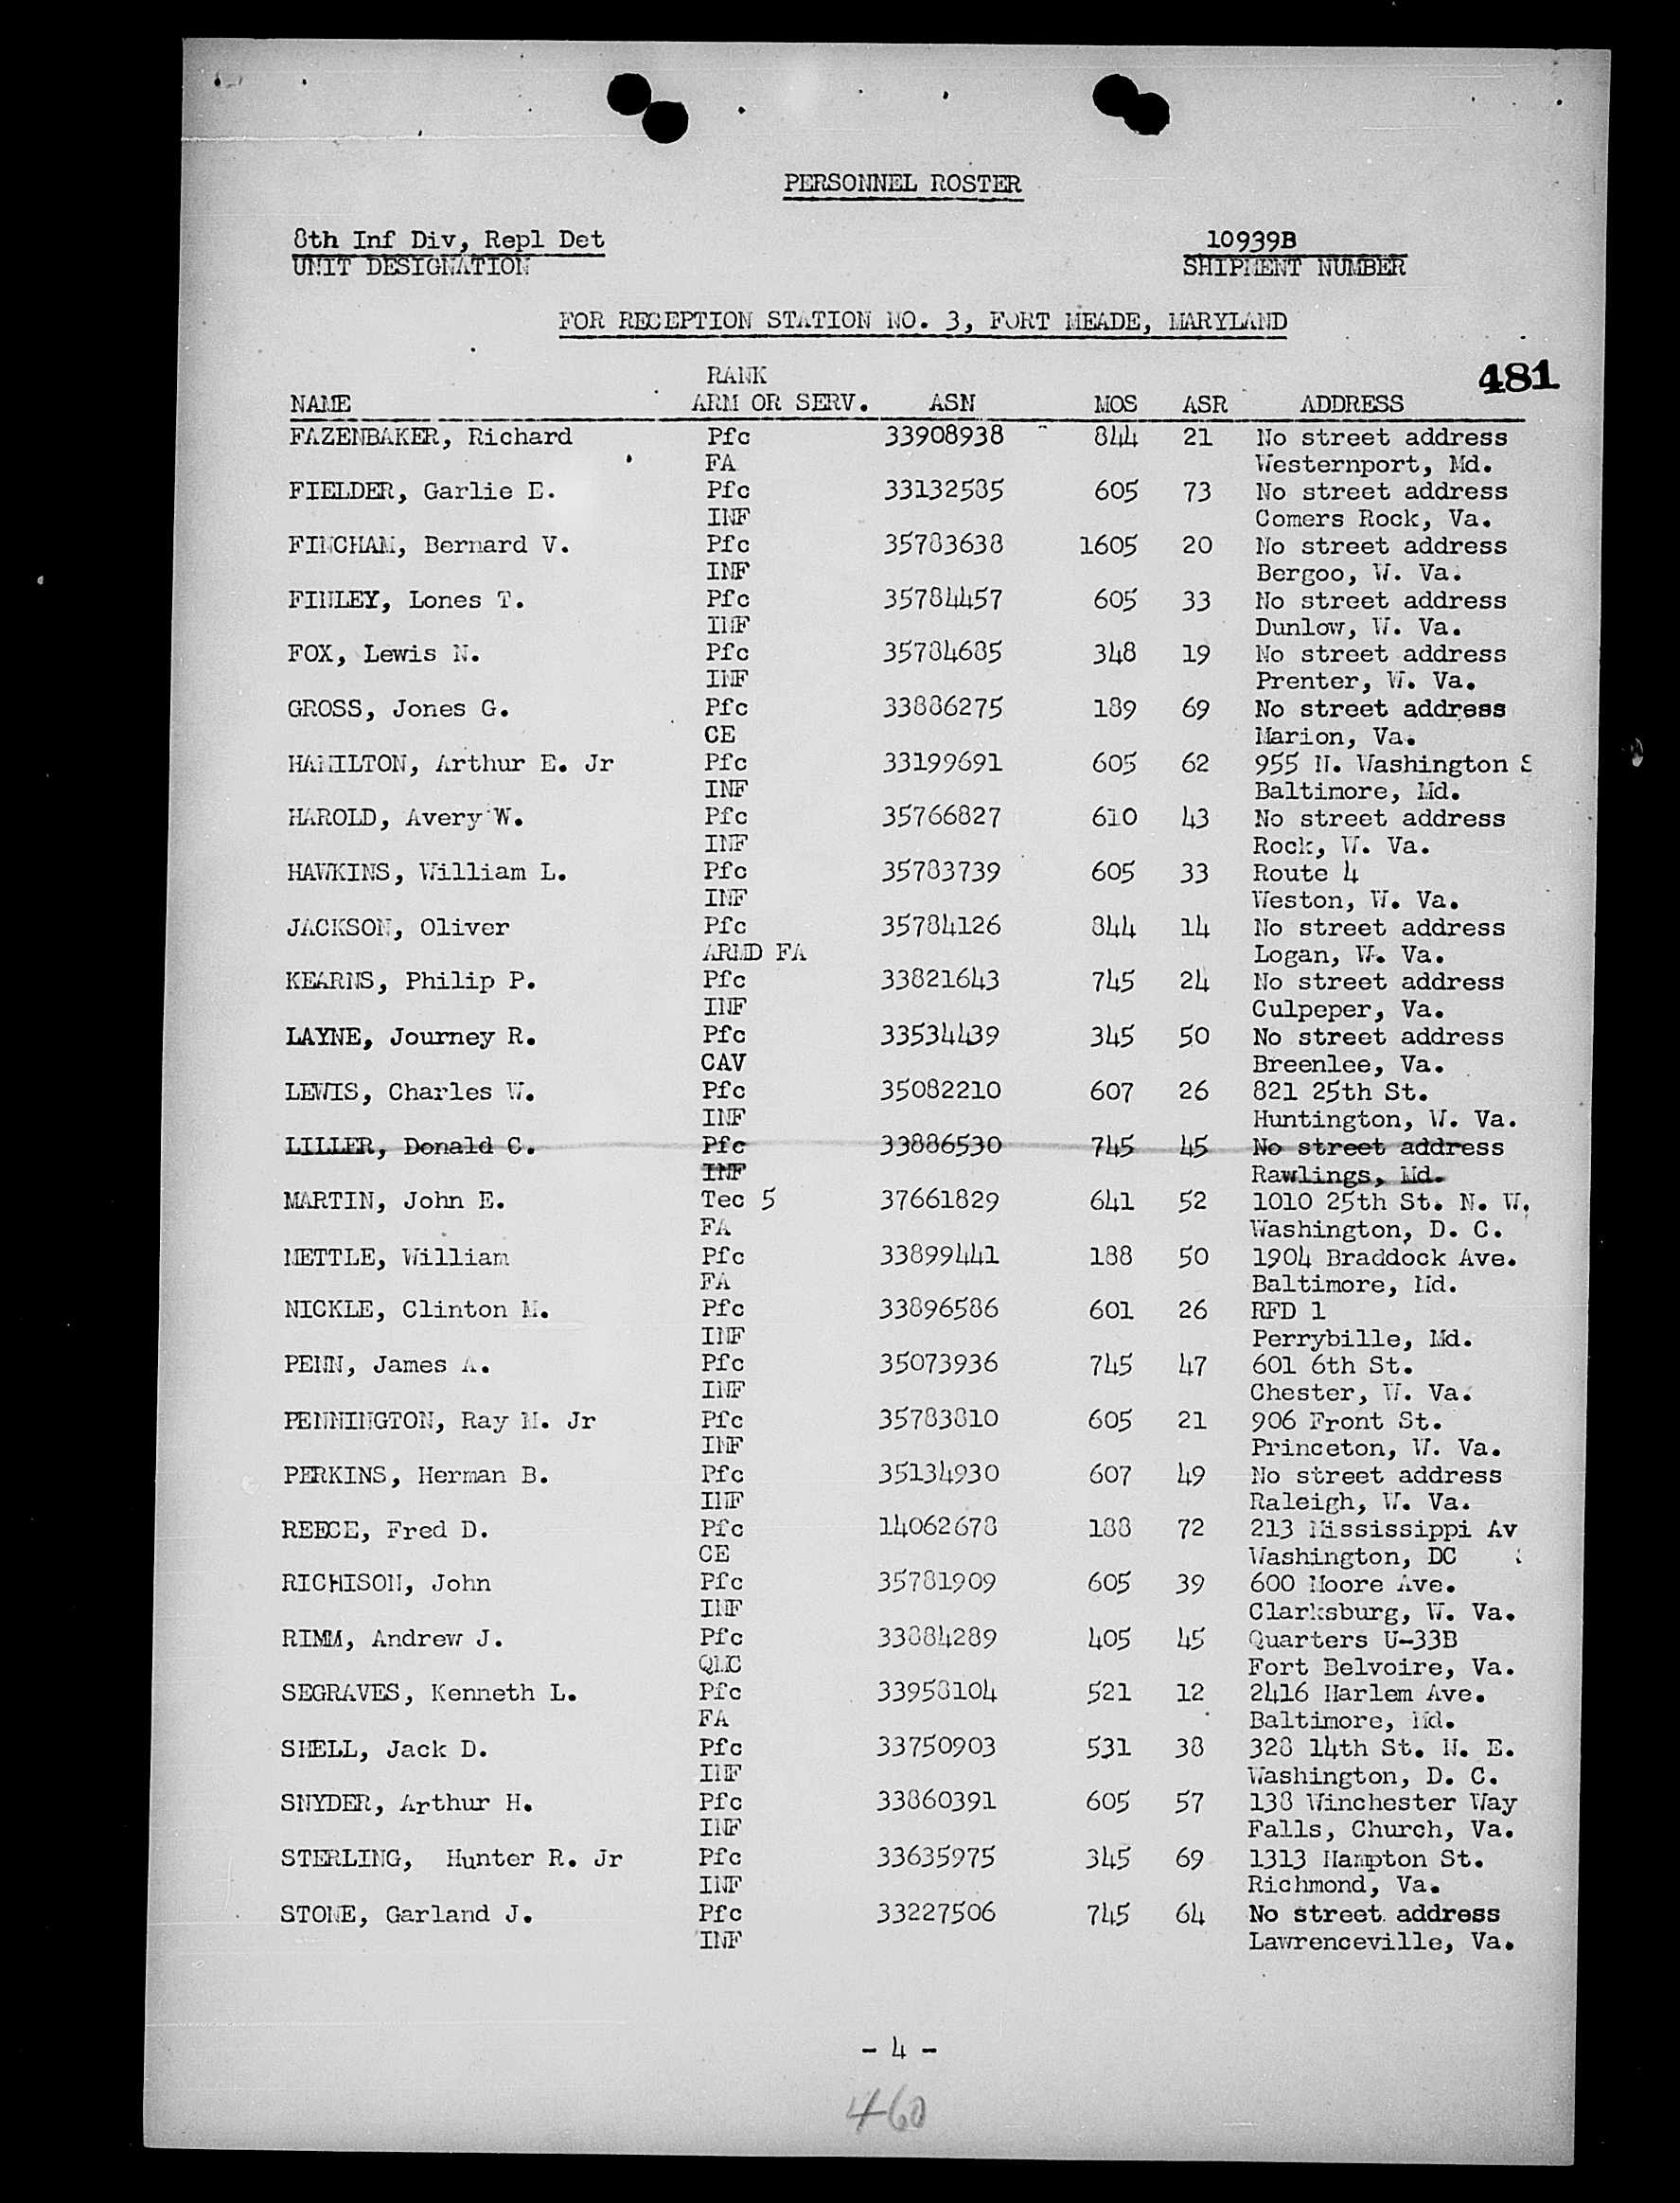 PERSONNEL ROSTER
8th Inf Div, Repl Det 10939B
UNIT DESIGNATION SHIPMENT NUMBER
FOR RECEPTION STATION NO. 3, FORT MEADE, MARYLAND
481
RANK
NAME ARM OR SERV. ASN MOS ASR ADDRESS
FAZENBAKER, Richard Pfc 33908938 844 21 No street address
FA Westernport, Md.
FIELDER, Garlie E. Pfc 33132585 605 73 No street address
INF Comers Rock, Va.
FINCHAM, Bernard V. Pfc 35783638 1605 20 No street address
INF Bergoo, W. Va.
FINLEY, Lones T. Pfc 35784457 605 33 No street address
INF Dunlow, W. Va.
FOX, Lewis N. Pfc 35784685 348 19 No street address
INF Prenter, W. Va.
GROSS, Jones G. Pfc 33886275 189 69 No street address
CE Marion, Va.
HAMILTON, Arthur E. Jr Pfc 33199691 605 62 955 N. Washington S
INF Baltimore, Md.
HAROLD, Avery W. Pfc 35766827 610 43 No street address
INF Rock, W. Va.
HAWKINS, William L. Pfc 35783739 605 33 Route 4
INF Weston, W. Va.
JACKSON, Oliver Pfc 35784126 844 14 No street address
ARMD FA Logan, W. Va.
KEARNS, Philip P. Pfc 33821643 745 24 No street address
INF Culpeper, Va.
LAYNE, Journey R. Pfc 33534439 345 50 No street address
CAV Breenlee, Va.
LEWIS, Charles W. Pfc 35082210 607 26 821 25th St.
INF Huntington, W. Va.
LILLER, Donald C. Pfc 33886530 745 45 No street address
INF Rawlings, Md.
MARTIN, John E. Tec 5 37661829 641 52 1010 25th St. N. W.
FA Washington, D. C.
METTLE, William Pfc 33899441 188 50 1904 Braddock Ave.
FA Baltimore, Md.
NICKLE, Clinton M. Pfc 33896586 601 26 RFD 1
INF Perrybille, Md.
PENN, James A. Pfc 35073936 745 47 601 6th St.
INF Chester, W. Va.
PENNINGTON, Ray M. Jr Pfc 35783810 605 21 906 Front St.
INF Princeton, W. Va.
PERKINS, Herman B. Pfc 35134930 607 49 No street address
INF Raleigh, W. Va.
REECE, Fred D. Pfc 14062678 188 72 213 Mississippi Av
CE Washington, DC
RICHISON, John Pfc 35781909 605 39 600 Moore Ave.
INF Clarksburg, W. Va.
RIMM, Andrew J. Pfc 33884289 405 45 Quarters U-33B
QMC Fort Belvoire, Va.
SEGRAVES, Kenneth L. Pfc 33958104 521 12 2416 Harlem Ave.
FA Baltimore, Md.
SHELL, Jack D. Pfc 33750903 531 38 328 14th St. N. E.
INF Washington, D. C.
SNYDER, Arthur H. Pfc 33860391 605 57 138 Winchester Way
INF Falls, Church, Va.
STERLING, Hunter R. Jr Pfc 33635975 345 69 1313 Hampton St.
INF Richmond, Va.
STONE, Garland J. Pfc 33227506 745 64 No street address
INF Lawrenceville, Va.
- 4 -
460